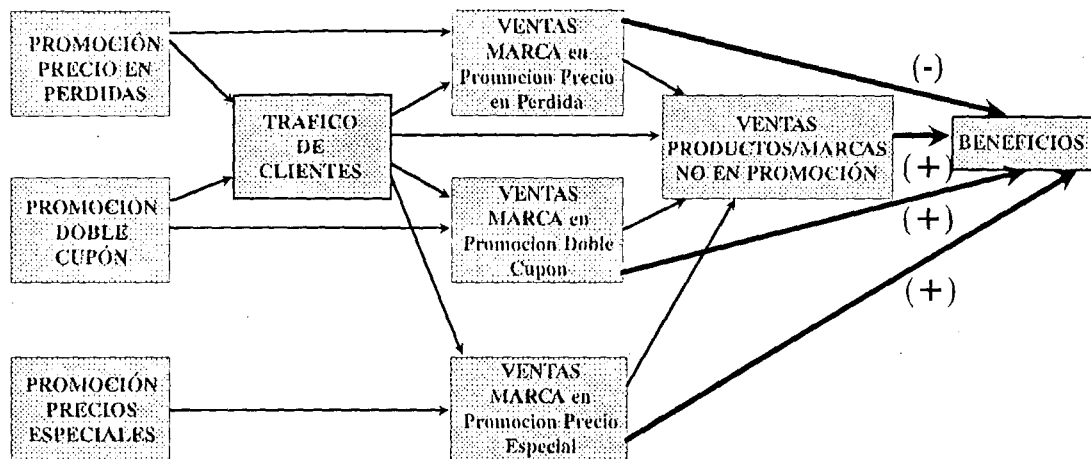 PROMOCIÓN
PRECIO EN
PERDIDAS
VENTAS
MARCA en
Promocion Precio
en Perdida
(-)
TRAFICO
DE
CLIENTES
VENTAS
PRODUCTOS/MARCAS
NO EN PROMOCIÓN
BENEFICIOS
(+)
PROMOCION
DOBLE
CUPÓN
VENTAS
MARCA en
Promocion Doble
Cupon
(+)
(+)
PROMOCIÓN
PRECIOS
ESPECIALES
VENTAS
MARCA en
Promocion Precio
Especial